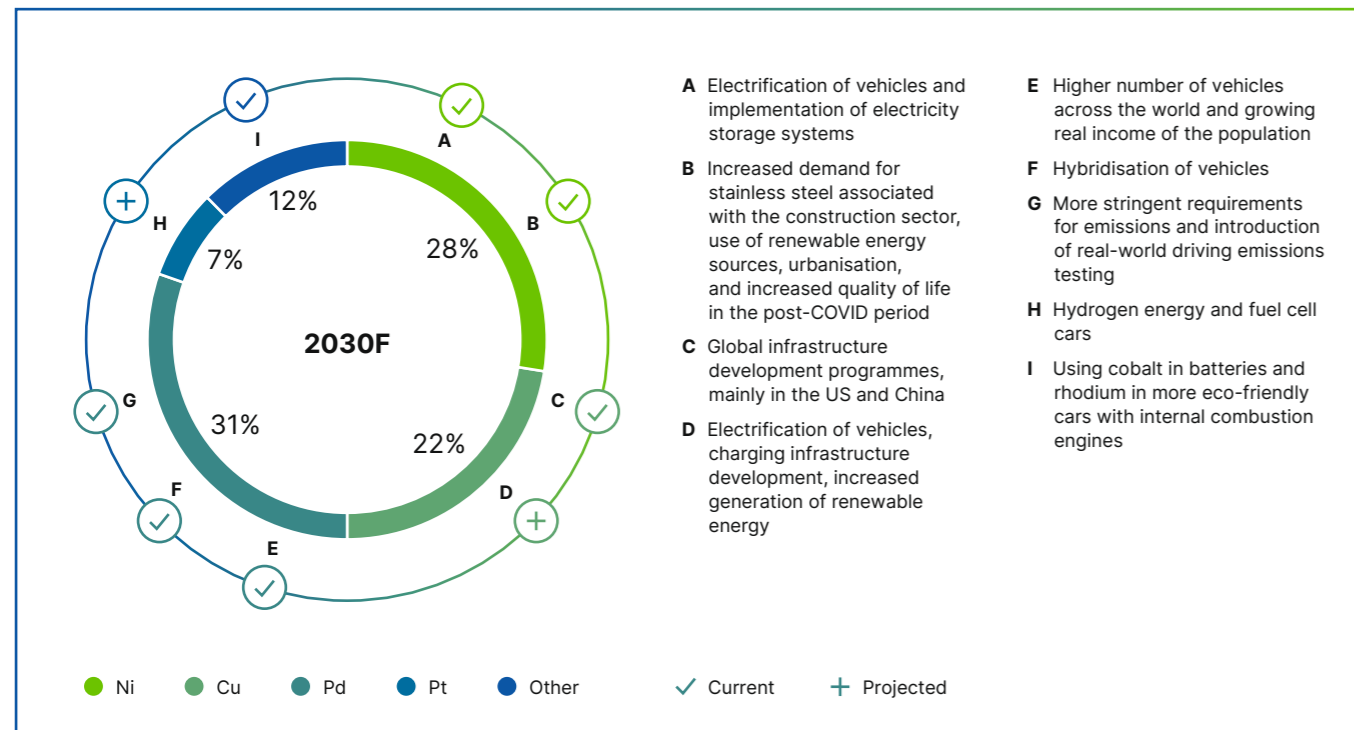 I
A
H
B
12%
28%
7%
2030F
G
C
31%
22%
F
D
E
A Electrification of vehicles and
implementation of electricity
storage systems
B Increased demand for
stainless steel associated
with the construction sector,
use of renewable energy
sources, urbanisation,
and increased quality of life
in the post-COVID period
C Global infrastructure
development programmes,
mainly in the US and China
D Electrification of vehicles,
charging infrastructure
development, increased
generation of renewable
energy
E Higher number of vehicles
across the world and growing
real income of the population
F Hybridisation of vehicles
G More stringent requirements
for emissions and introduction
of real-world driving emissions
testing
H Hydrogen energy and fuel cell
cars
I Using cobalt in batteries and
rhodium in more eco-friendly
cars with internal combustion
engines
Ni Cu Pd Pt Other Current Projected